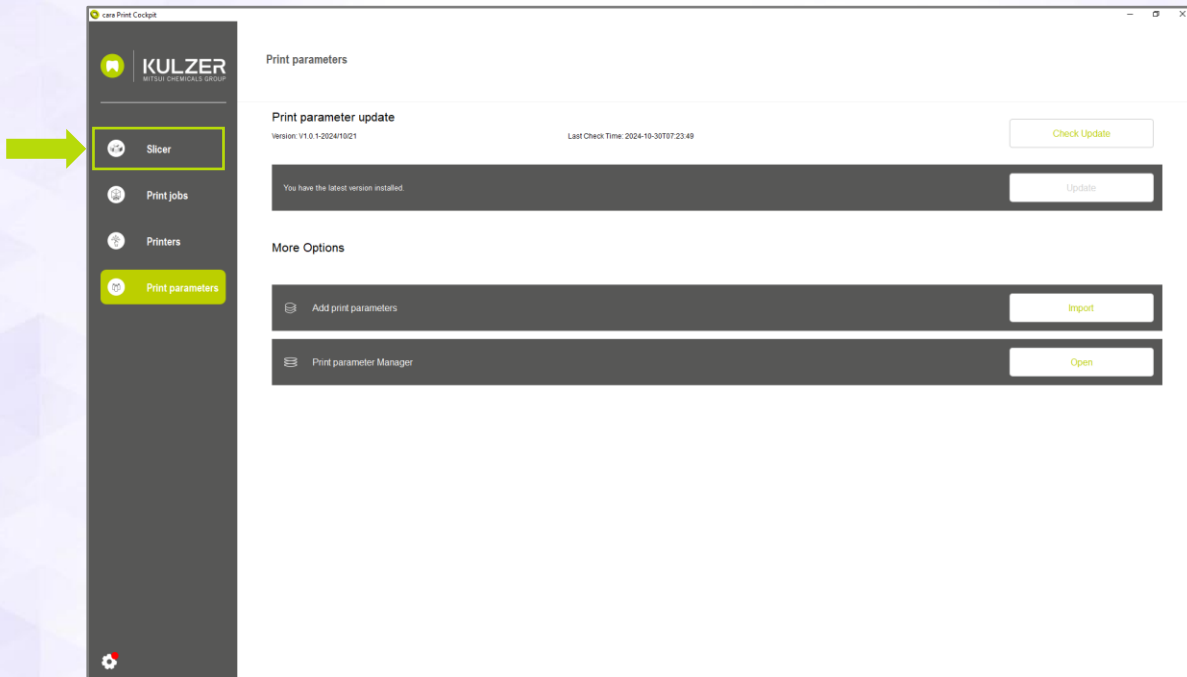 cara Print Cockpit
KULZER
MITSUI CHEMICALS GROUP
Print parameters
Slicer
Print jobs
Printers
Print parameters
Print parameter update
Version: V1.0.1-2024/10/21
Last Check Time: 2024-10-30T07:23:49
Check Update
You have the latest version installed.
Update
More Options
Add print parameters
Import
Print parameter Manager
Open